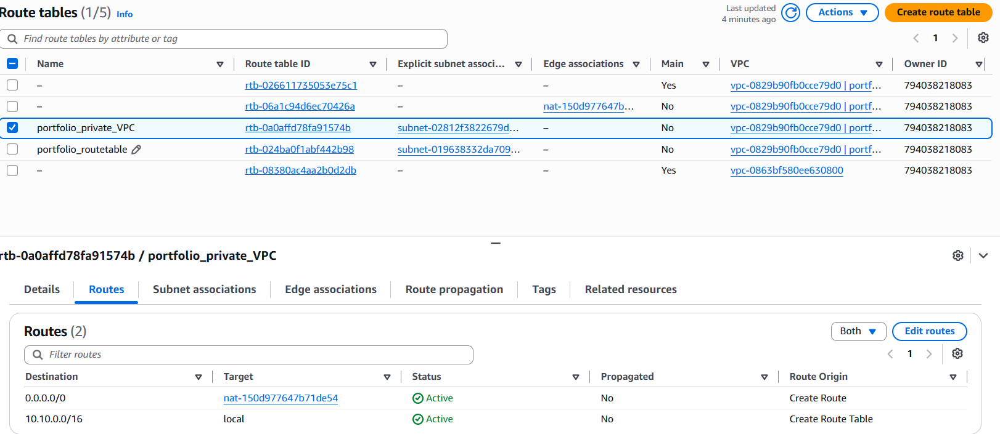 Route tables (1/5) Info
Last updated
4 minutes ago
Actions
Create route table
Find route tables by attribute or tag
1
Name Route table ID Explicit subnet associ... Edge associations Main VPC Owner ID
– rtb-026611735053e75c1 – – Yes vpc-0829b90fb0cce79d0 | portf... 794038218083
– rtb-06a1c94d6ec70426a – nat-150d977647b... No vpc-0829b90fb0cce79d0 | portf... 794038218083
portfolio_private_VPC rtb-0a0affd78fa91574b subnet-02812f3822679d... – No vpc-0829b90fb0cce79d0 | portf... 794038218083
portfolio_routetable rtb-024ba0f1abf442b98 subnet-019638332da709... – No vpc-0829b90fb0cce79d0 | portf... 794038218083
– rtb-08380ac4aa2b0d2db – – Yes vpc-0863bf580ee630800 794038218083
rtb-0a0affd78fa91574b / portfolio_private_VPC
Details Routes Subnet associations Edge associations Route propagation Tags Related resources
Routes (2)
Both
Edit routes
Filter routes
1
Destination Target Status Propagated Route Origin
0.0.0.0/0 nat-150d977647b71de54 Active No Create Route
10.10.0.0/16 local Active No Create Route Table